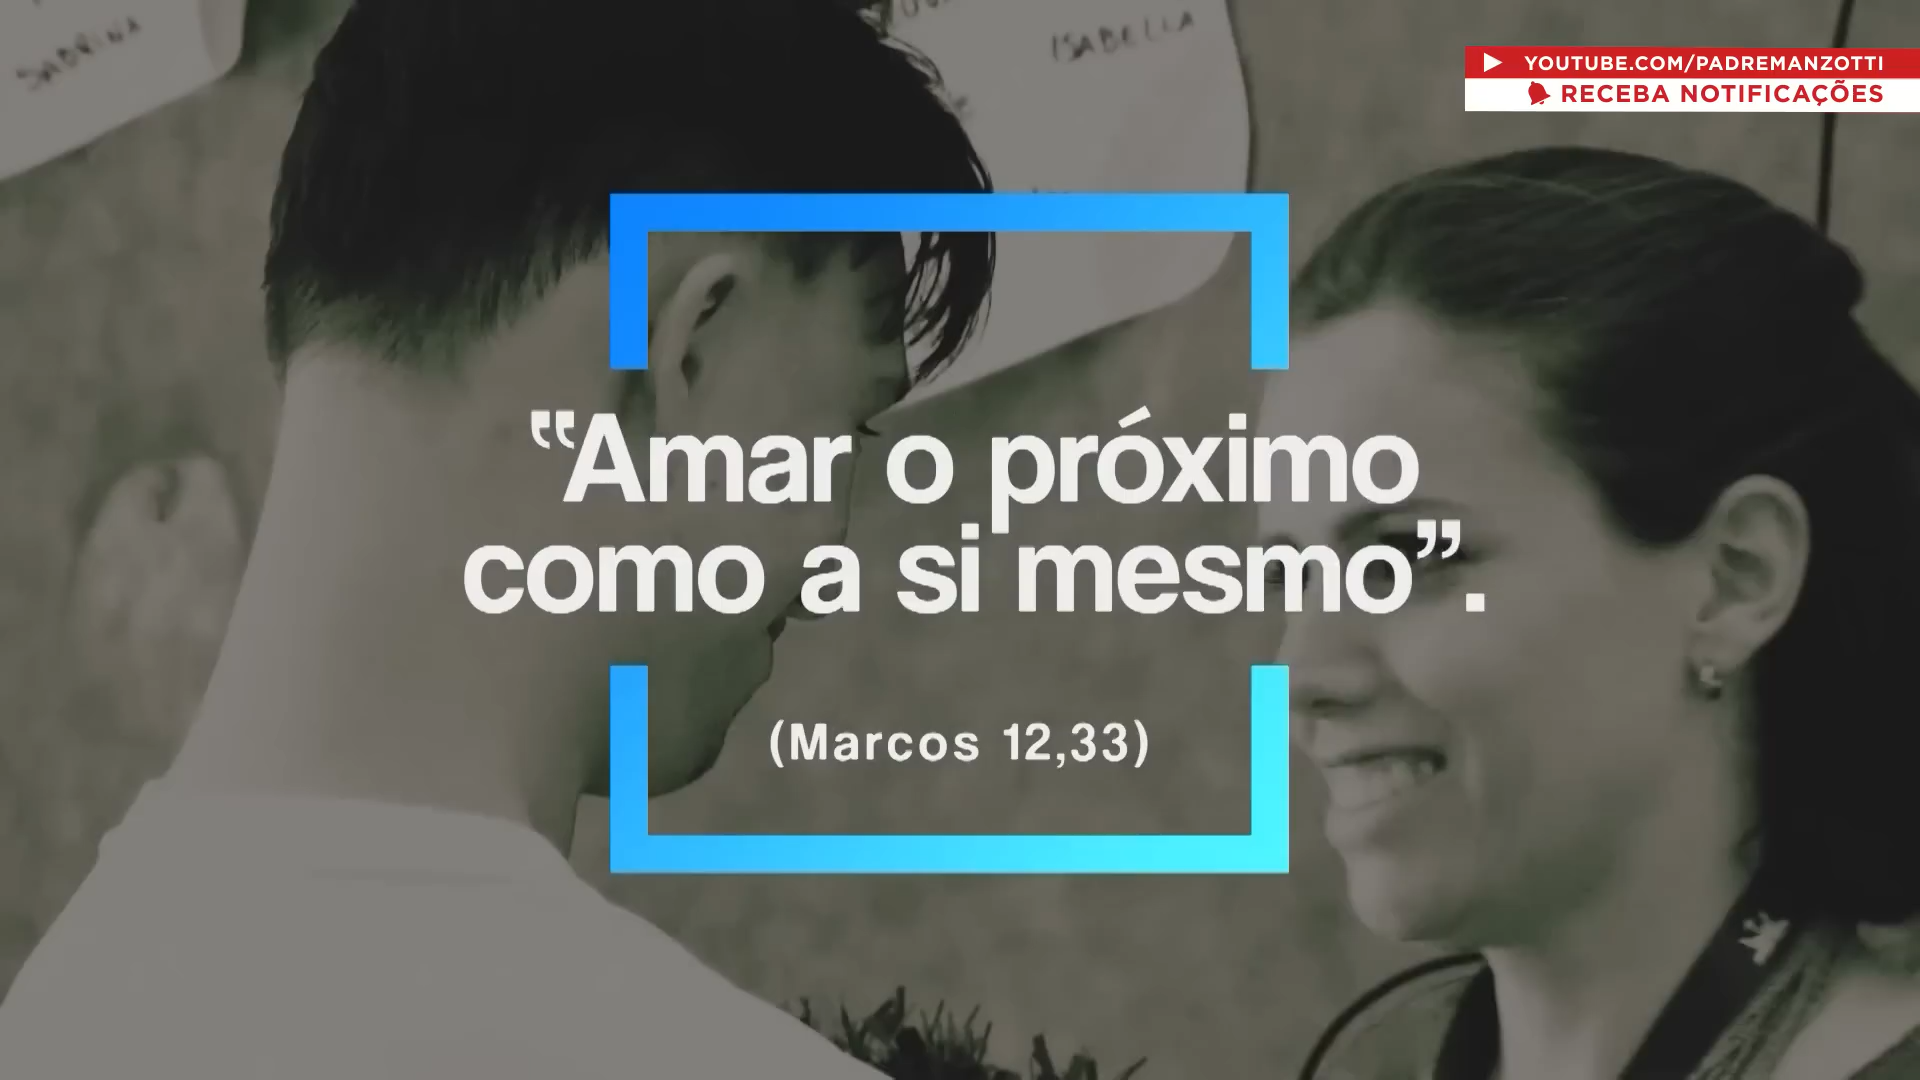 SABRINA
ISABELLA
YOUTUBE.COM/PADREMANZOTTI
RECEBA NOTIFICAÇÕES
“Amar o próximo
como a si mesmo”.
(Marcos 12,33)